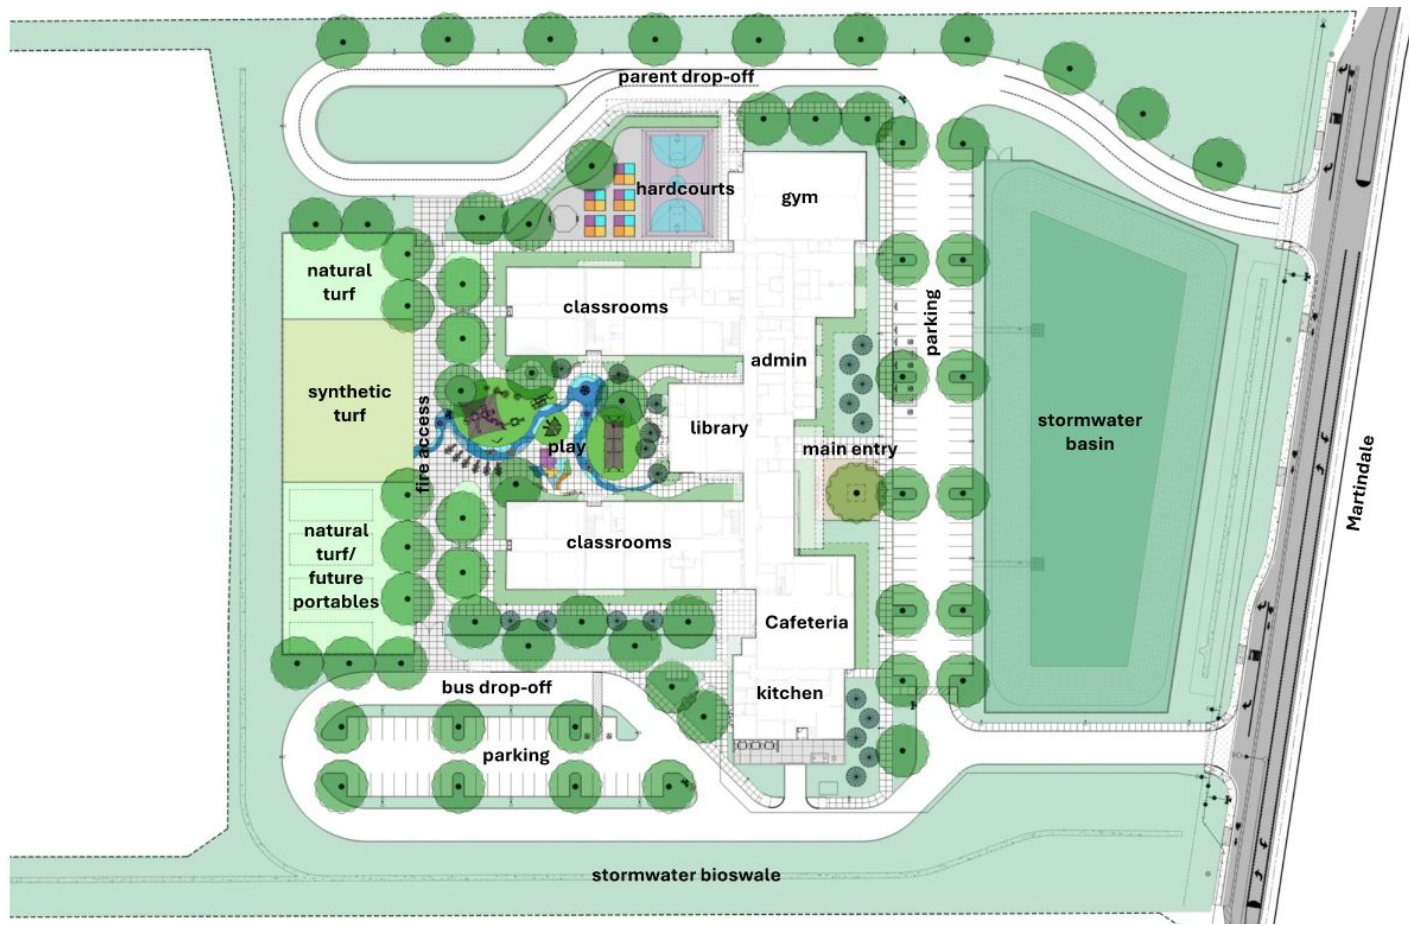 parent drop-off
hardcourts
gym
natural
turf
classrooms
parking
admin
synthetic
turf
fire access
play
library
main entry
stormwater
basin
Martindale
natural
turf/
future
portables
classrooms
Cafeteria
bus drop-off
kitchen
parking
stormwater bioswale